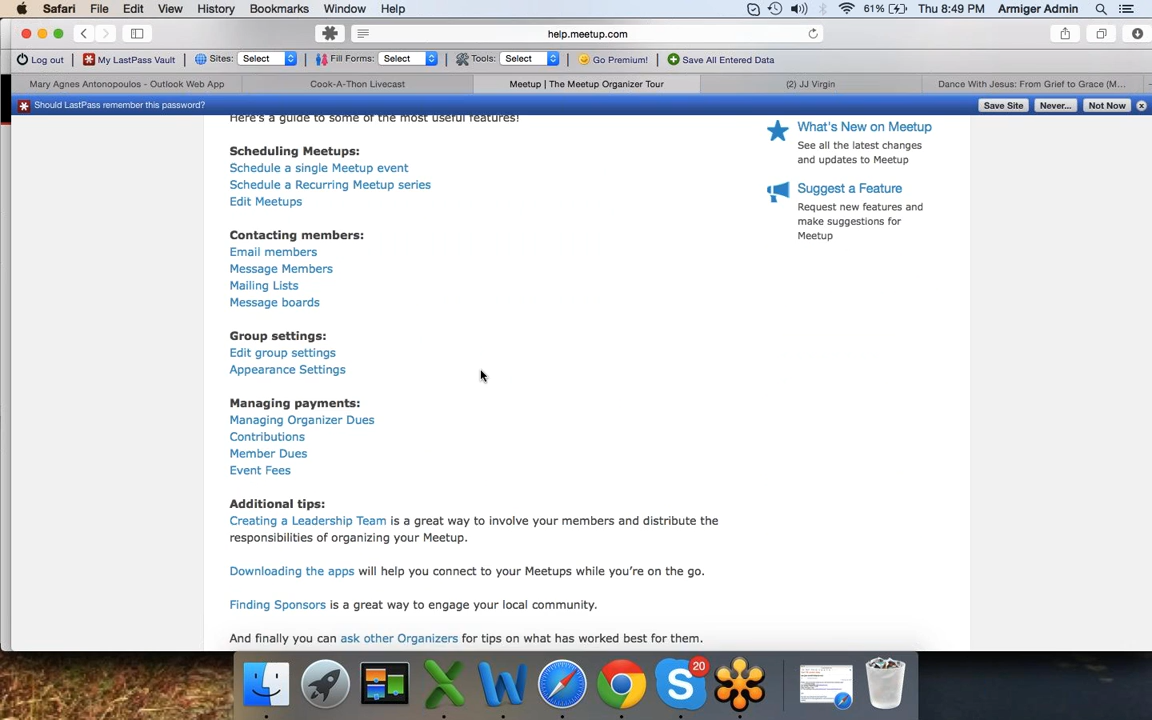 Safari File Edit View History Bookmarks Window Help 61% Thu 8:49 PM Armiger Admin
help.meetup.com
Log out My LastPass Vault Sites: Select Fill Forms: Select Tools: Select Go Premium! Save All Entered Data
Mary Agnes Antonopoulos - Outlook Web App Cook-A-Thon Livecast Meetup | The Meetup Organizer Tour (2) JJ Virgin Dance With Jesus: From Grief to Grace (M...
Should LastPass remember this password? Save Site Never... Not Now
Here's a guide to some of the most useful features!
Scheduling Meetups:
Schedule a single Meetup event
Schedule a Recurring Meetup series
Edit Meetups
Contacting members:
Email members
Message Members
Mailing Lists
Message boards
Group settings:
Edit group settings
Appearance Settings
Managing payments:
Managing Organizer Dues
Contributions
Member Dues
Event Fees
Additional tips:
Creating a Leadership Team is a great way to involve your members and distribute the
responsibilities of organizing your Meetup.
Downloading the apps will help you connect to your Meetups while you're on the go.
Finding Sponsors is a great way to engage your local community.
And finally you can ask other Organizers for tips on what has worked best for them.
What's New on Meetup
See all the latest changes
and updates to Meetup
Suggest a Feature
Request new features and
make suggestions for
Meetup
20